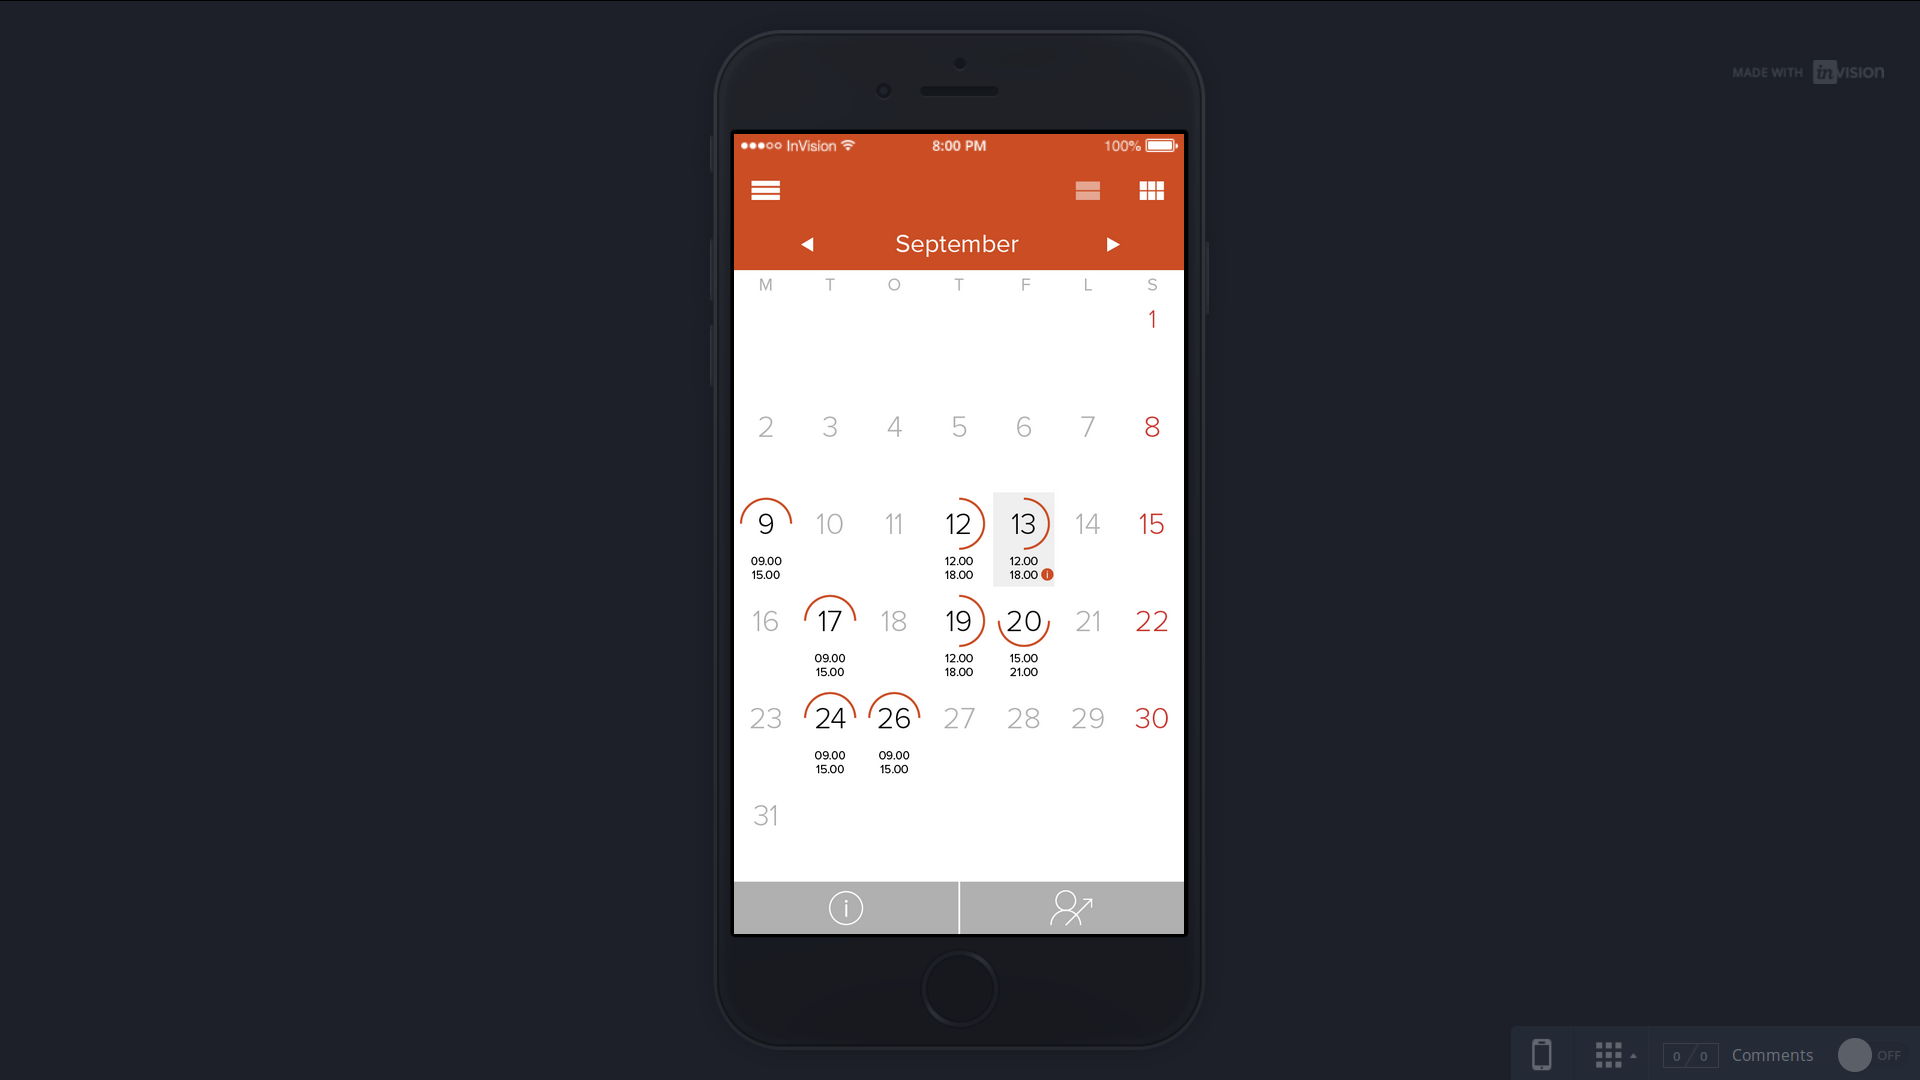 MADE WITH inVISION
InVision 8:00 PM 100%
September
M T O T F L S
1
2 3 4 5 6 7 8
9 10 11 12 13 14 15
09.00 12.00 12.00
15.00 18.00 18.00 i
16 17 18 19 20 21 22
09.00 12.00 15.00
15.00 18.00 21.00
23 24 26 27 28 29 30
09.00 09.00
15.00 15.00
31
i
0 / 0 Comments OFF